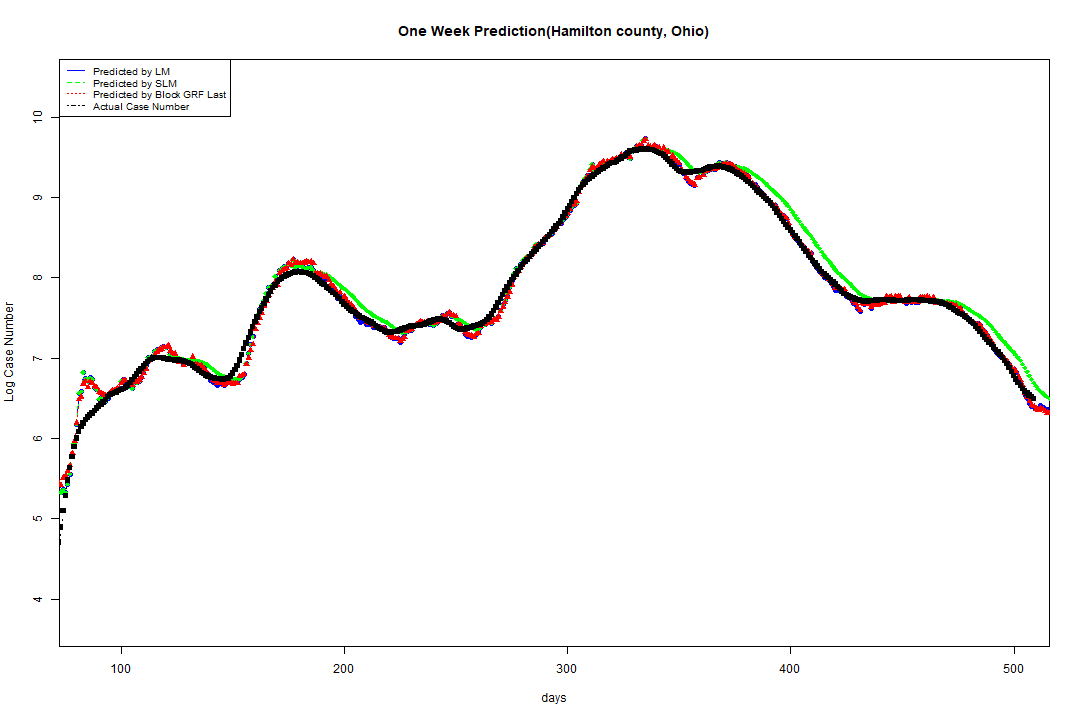 One Week Prediction(Hamilton county, Ohio)
Predicted by LM
Predicted by SLM
Predicted by Block GRF Last
Actual Case Number
10
9
8
7
6
5
4
Log Case Number
100 200 300 400 500
days